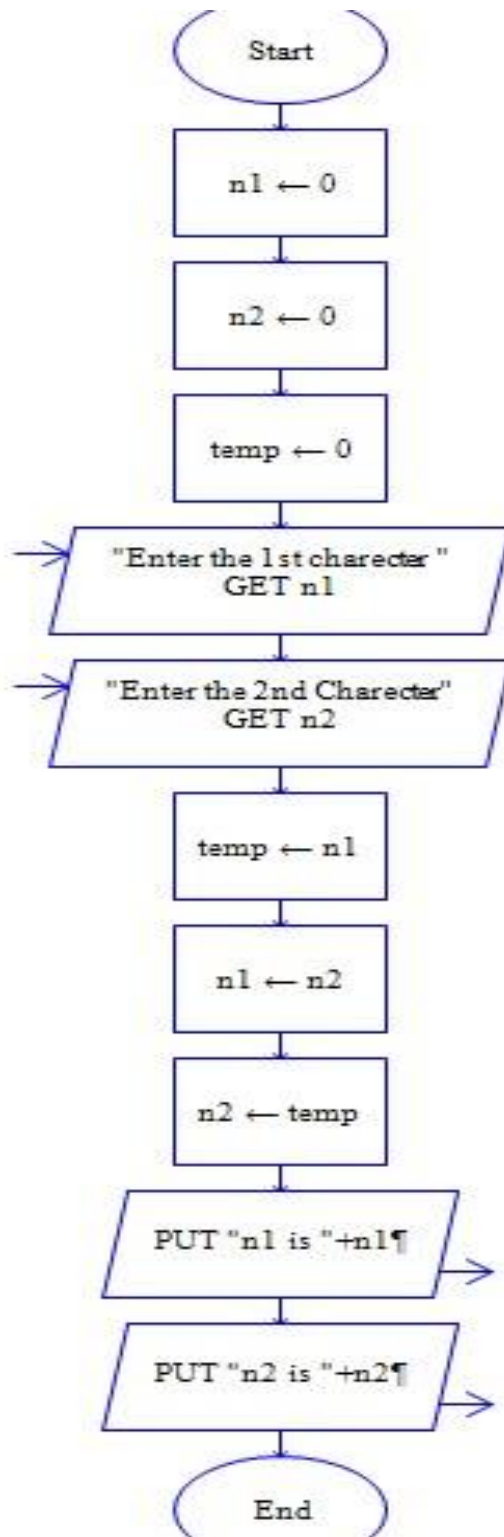 Start
n1 ← 0
n2 ← 0
temp ← 0
"Enter the 1st charecter "
GET n1
"Enter the 2nd Charecter"
GET n2
temp ← n1
n1 ← n2
n2 ← temp
PUT "n1 is "+n1¶
PUT "n2 is "+n2¶
End